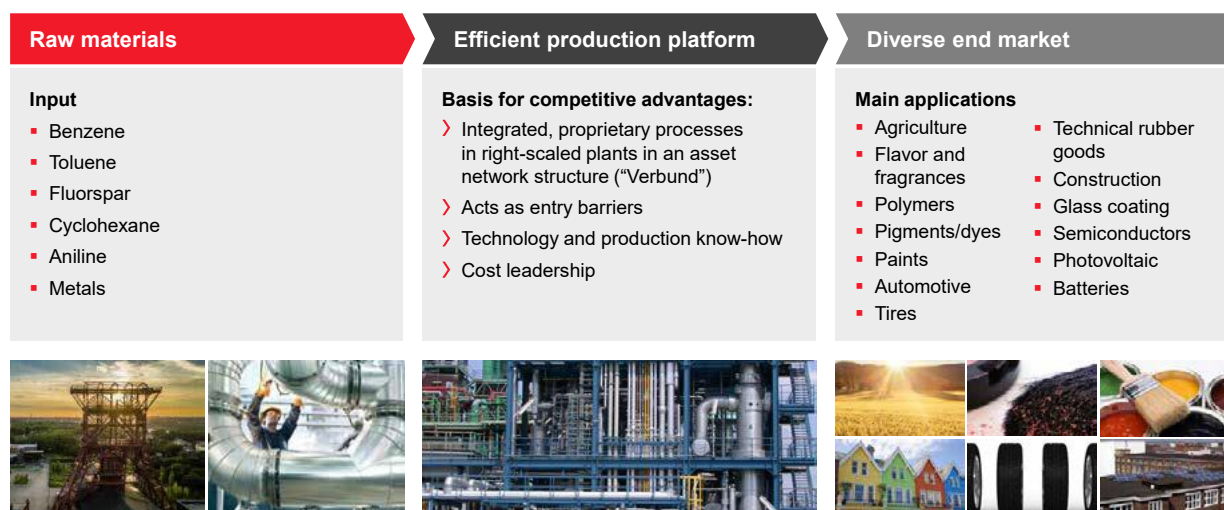 Raw materials
Efficient production platform
Diverse end market
Input
Benzene
Toluene
Fluorspar
Cyclohexane
Aniline
Metals
Basis for competitive advantages:
Integrated, proprietary processes
in right-scaled plants in an asset
network structure (“Verbund”)
Acts as entry barriers
Technology and production know-how
Cost leadership
Main applications
Agriculture
Flavor and
fragrances
Polymers
Pigments/dyes
Paints
Automotive
Tires
Technical rubber
goods
Construction
Glass coating
Semiconductors
Photovoltaic
Batteries